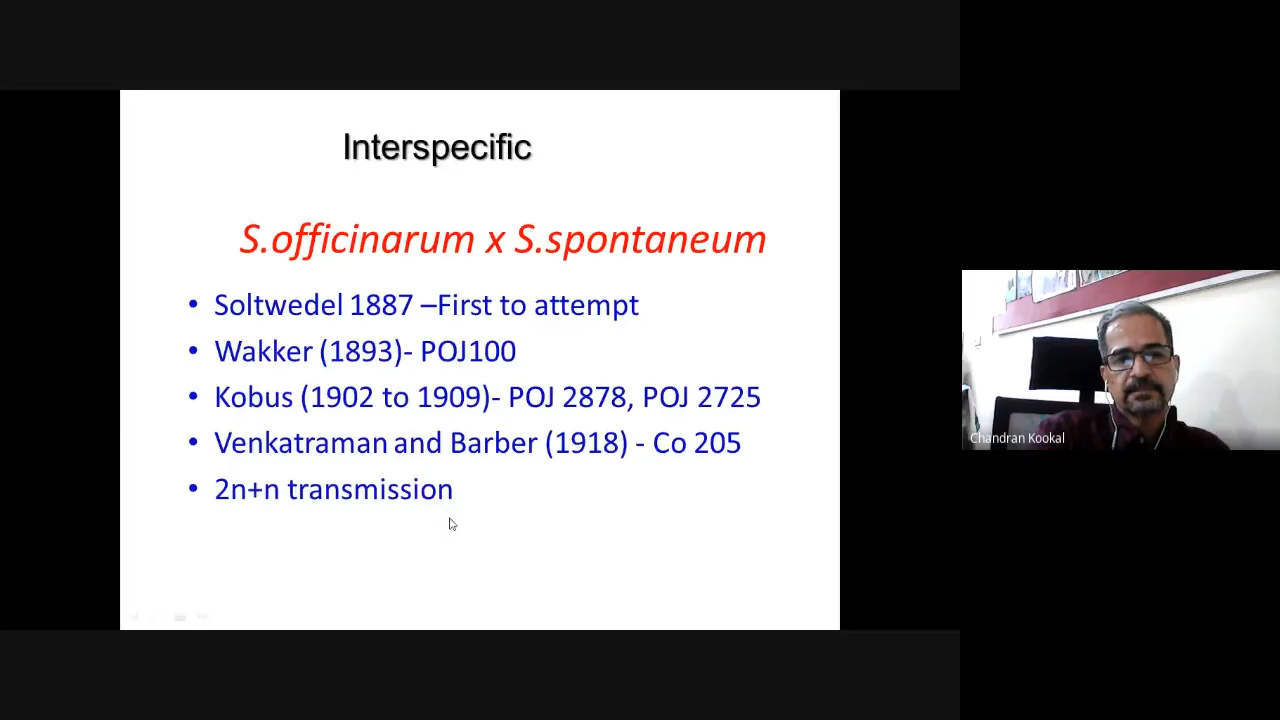 Interspecific
S.officinarum x S.spontaneum
• Soltwedel 1887 –First to attempt
• Wakker (1893)- POJ100
• Kobus (1902 to 1909)- POJ 2878, POJ 2725
• Venkatraman and Barber (1918) - Co 205
• 2n+n transmission
Chandran Kookal